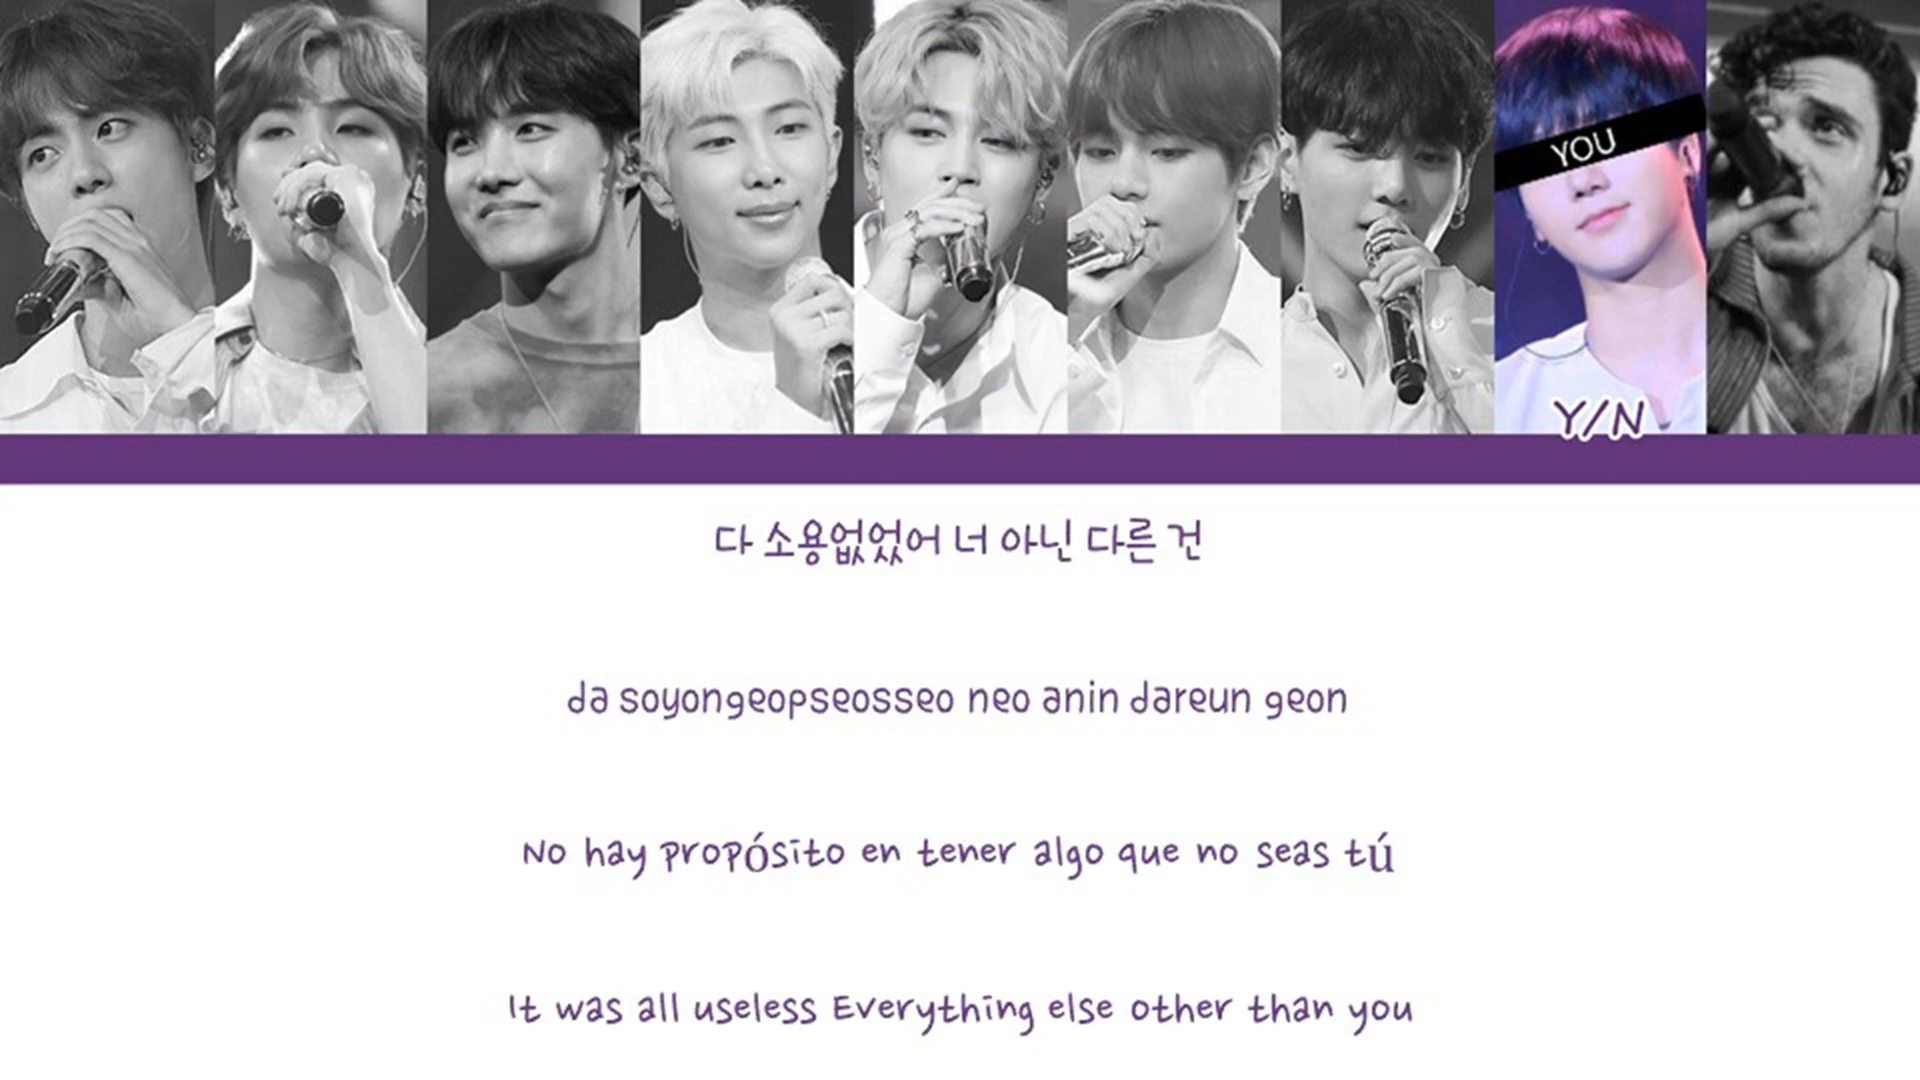 YOU
Y/N
다 소용없었어 너 아닌 다른 건
da soyongeopseosseo neo anin dareun geon
No hay propósito en tener algo que no seas tú
It was all useless Everything else other than you